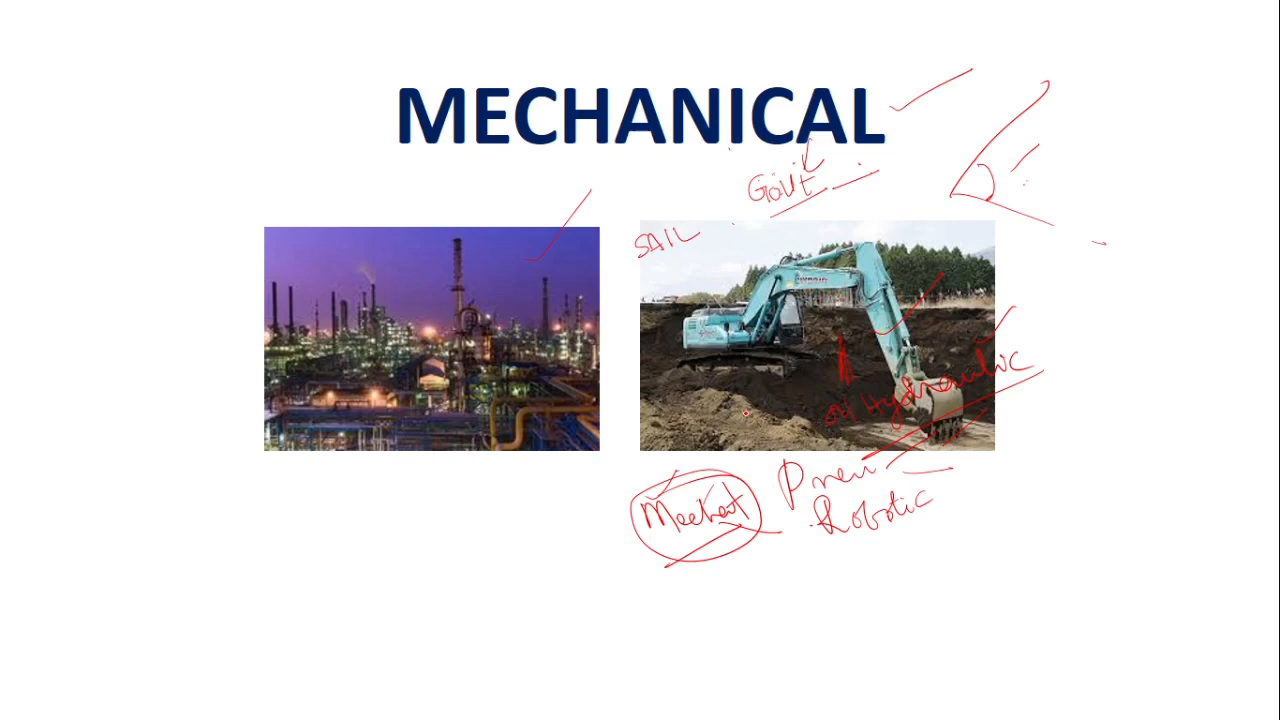 MECHANICAL
Govt
SAIL
oil Hydraulic
Pneu
Mechat
Robotic